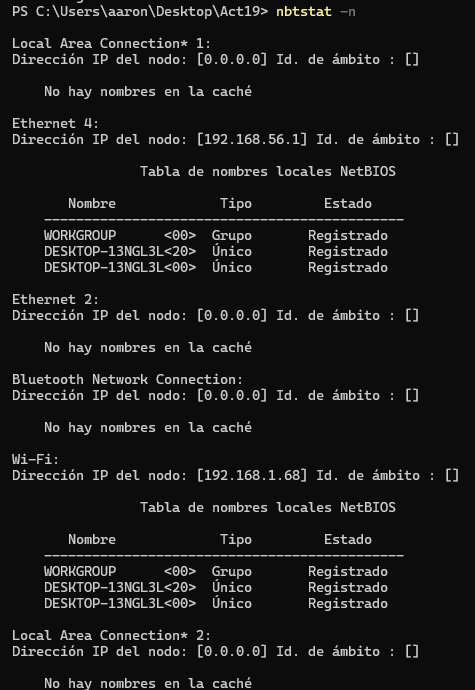 PS C:\Users\aaron\Desktop\Act19> nbtstat -n
Local Area Connection* 1:
Dirección IP del nodo: [0.0.0.0] Id. de ámbito : []
No hay nombres en la caché
Ethernet 4:
Dirección IP del nodo: [192.168.56.1] Id. de ámbito : []
Tabla de nombres locales NetBIOS
Nombre Tipo Estado
---------------------------------------------
WORKGROUP <00> Grupo Registrado
DESKTOP-13NGL3L<20> Único Registrado
DESKTOP-13NGL3L<00> Único Registrado
Ethernet 2:
Dirección IP del nodo: [0.0.0.0] Id. de ámbito : []
No hay nombres en la caché
Bluetooth Network Connection:
Dirección IP del nodo: [0.0.0.0] Id. de ámbito : []
No hay nombres en la caché
Wi-Fi:
Dirección IP del nodo: [192.168.1.68] Id. de ámbito : []
Tabla de nombres locales NetBIOS
Nombre Tipo Estado
---------------------------------------------
WORKGROUP <00> Grupo Registrado
DESKTOP-13NGL3L<20> Único Registrado
DESKTOP-13NGL3L<00> Único Registrado
Local Area Connection* 2:
Dirección IP del nodo: [0.0.0.0] Id. de ámbito : []
No hay nombres en la caché